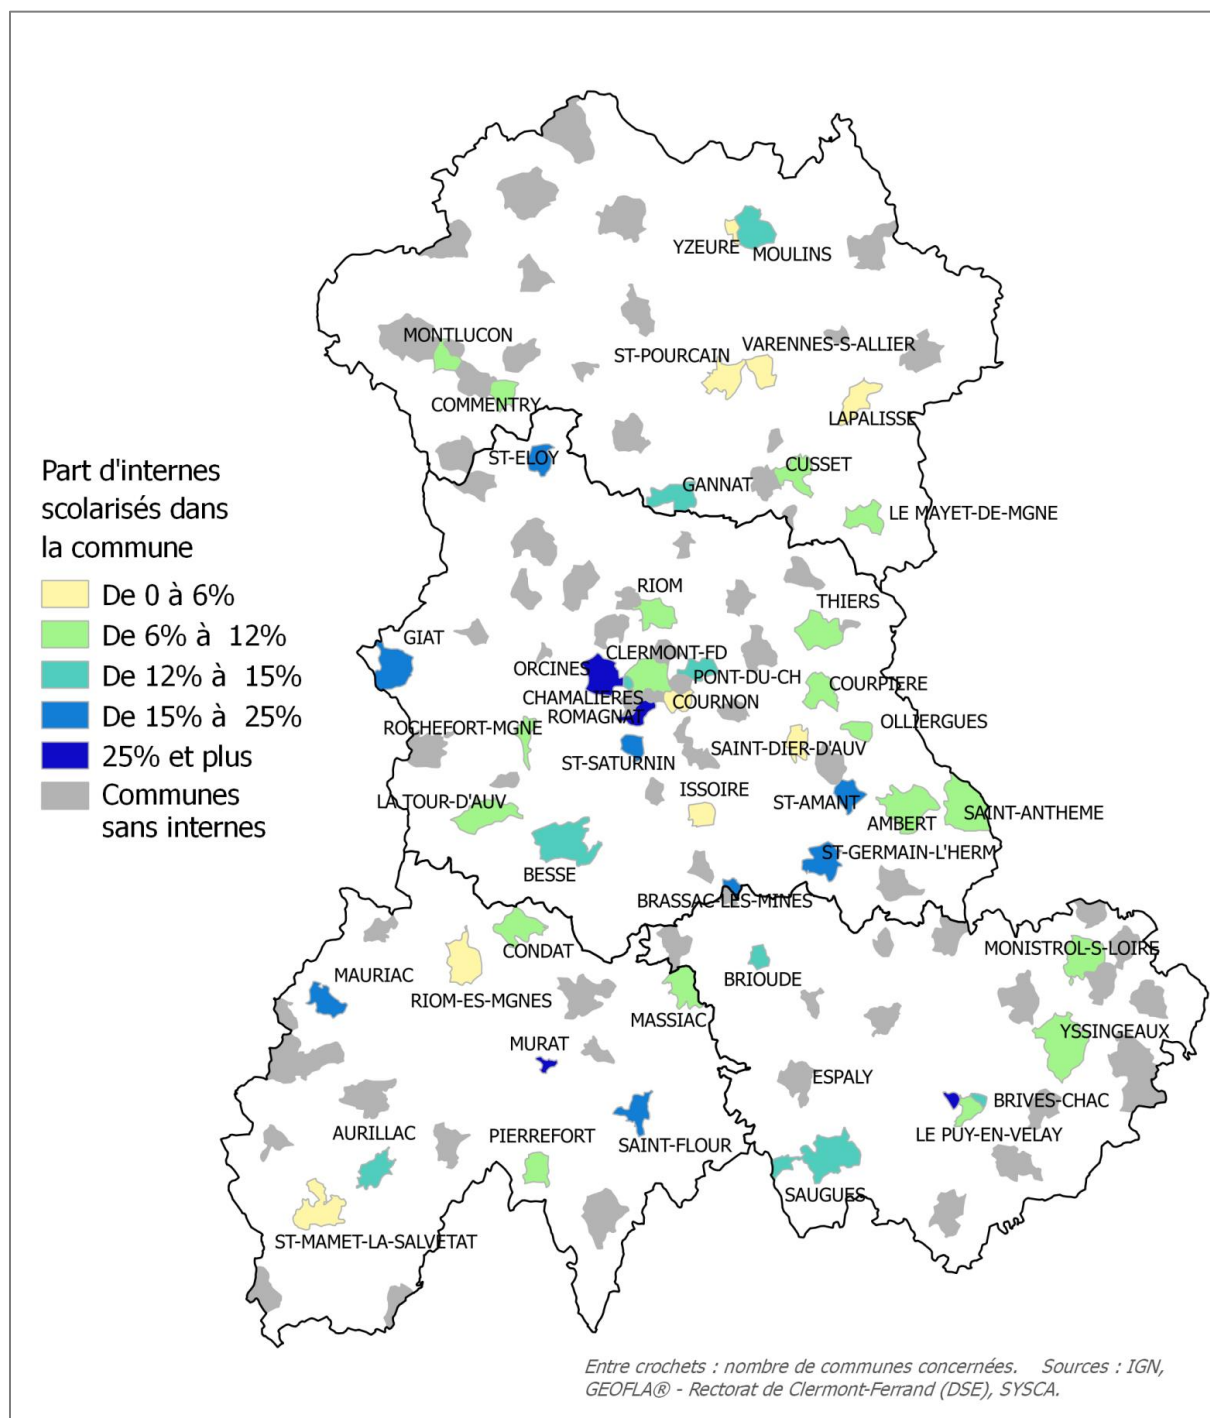 YZEURE
MOULINS
MONTLUCON
VARENNES-S-ALLIER
ST-POURCAIN
COMMENTRY
LAPALISSE
ST-ELOY
CUSSET
GANNAT
LE MAYET-DE-MGNE
Part d'internes
scolarisés dans
la commune
De 0 à 6%
De 6% à 12%
De 12% à 15%
De 15% à 25%
25% et plus
Communes
sans internes
RIOM
THIERS
GIAT
CLERMONT-FD
ORCINES
PONT-DU-CH
COURPIERE
CHAMALIERES
COURNON
ROMAGNAT
OLLIERGUES
ROCHEFORT-MGNE
SAINT-DIER-D'AUV
ST-SATURNIN
ISSOIRE
LA TOUR-D'AUV
ST-AMANT
SAINT-ANTHEME
AMBERT
ST-GERMAIN-L'HERM
BESSE
BRASSAC-LES-MINES
CONDAT
MONISTROL-S-LOIRE
MAURIAC
BRIOUDE
RIOM-ES-MGNES
MASSIAC
YSSINGEAUX
MURAT
ESPALY
BRIVES-CHAC
AURILLAC
PIERREFORT
SAINT-FLOUR
LE PUY-EN-VELAY
SAUGUES
ST-MAMET-LA-SALVETAT
Entre crochets : nombre de communes concernées. Sources : IGN,
GEOFLA® - Rectorat de Clermont-Ferrand (DSE), SYSCA.